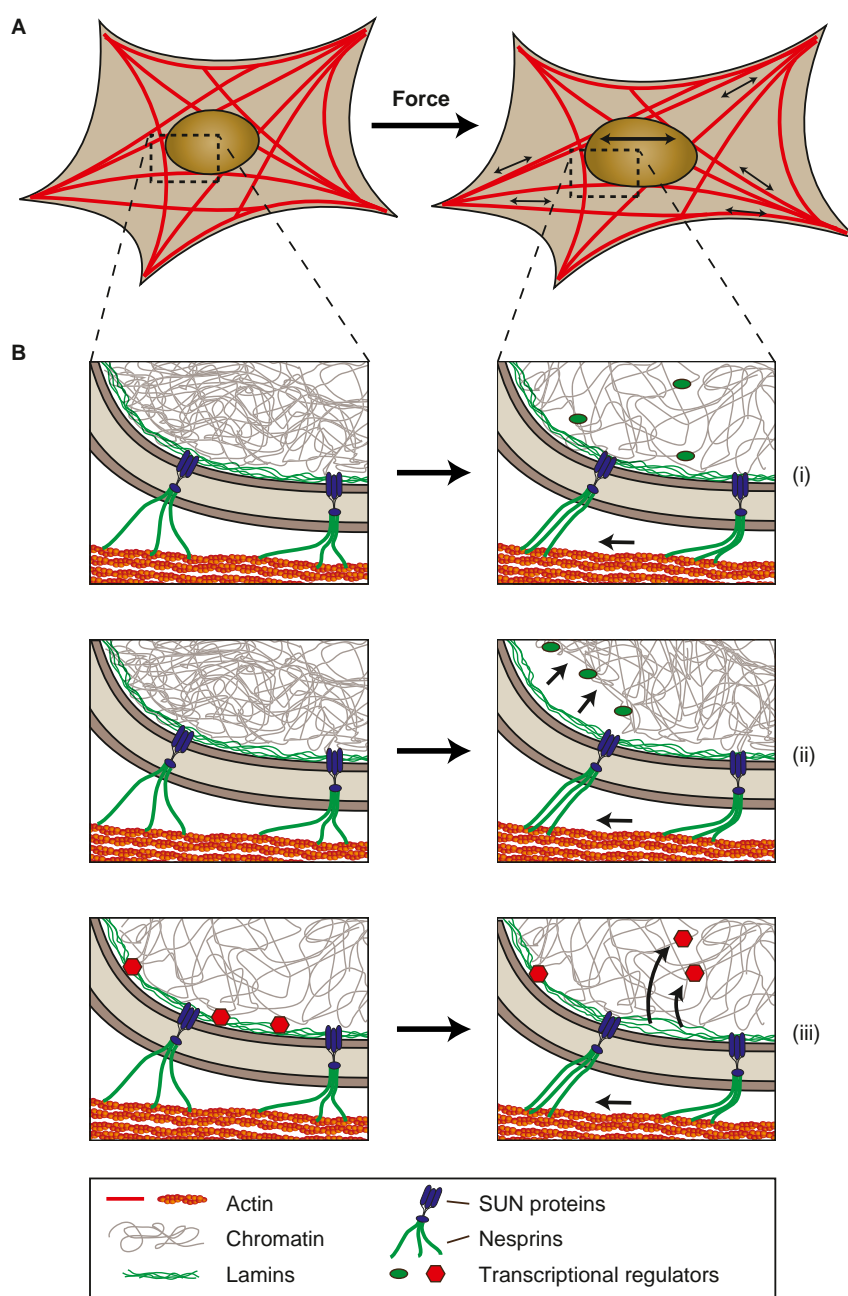 A
Force
B
(i)
(ii)
(iii)
Actin
SUN proteins
Chromatin
Nesprins
Lamins
Transcriptional regulators